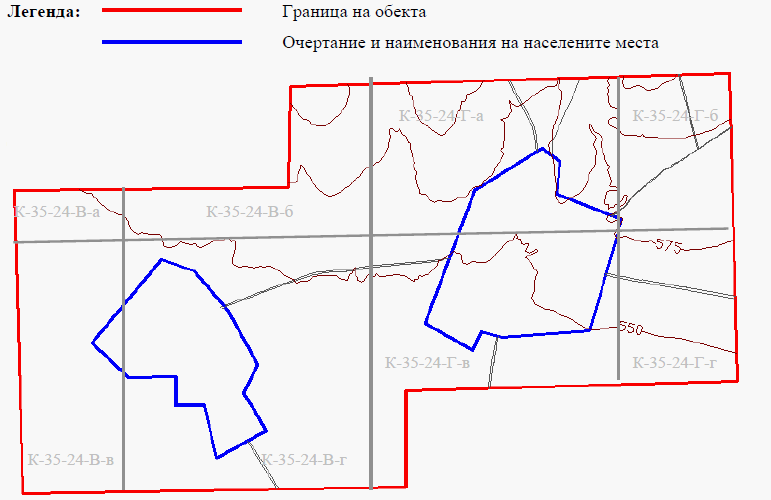 Легенда: Граница на обекта
Очертание и наименования на населените места
К-35-24-Г-а К-35-24-Г-б
К-35-24-В-а К-35-24-В-б
575
550
К-35-24-Г-в К-35-24-Г-г
К-35-24-В-в К-35-24-В-г